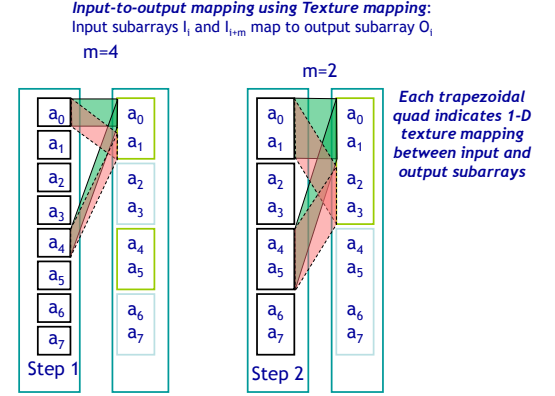 Input-to-output mapping using Texture mapping:
Input subarrays Iᵢ and Iᵢ₊ₘ map to output subarray Oᵢ
m=4
m=2
a₀
a₁
a₂
a₃
a₄
a₅
a₆
a₇
Step 1
a₀
a₁
a₂
a₃
a₄
a₅
a₆
a₇
a₀
a₁
a₂
a₃
a₄
a₅
a₆
a₇
Step 2
a₀
a₁
a₂
a₃
a₄
a₅
a₆
a₇
Each trapezoidal
quad indicates 1-D
texture mapping
between input and
output subarrays